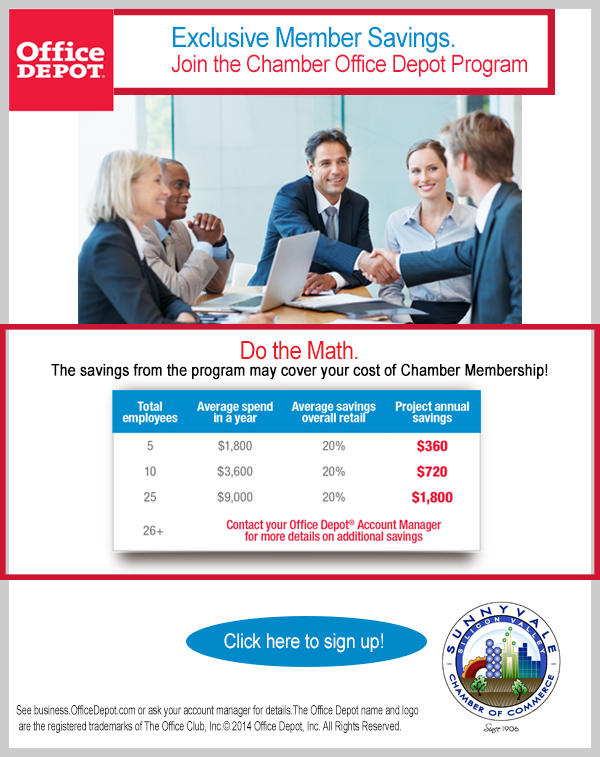 Office
DEPOT
Exclusive Member Savings.
Join the Chamber Office Depot Program
Do the Math.
The savings from the program may cover your cost of Chamber Membership!
Total employees Average spend in a year Average savings overall retail Project annual savings
5 $1,800 20% $360
10 $3,600 20% $720
25 $9,000 20% $1,800
26+ Contact your Office Depot® Account Manager
for more details on additional savings
Click here to sign up!
SUNNYVALE
SILICON VALLEY
CHAMBER OF COMMERCE
Since 1906
See business.OfficeDepot.com or ask your account manager for details.The Office Depot name and logo
are the registered trademarks of The Office Club, Inc.© 2014 Office Depot, Inc. All Rights Reserved.